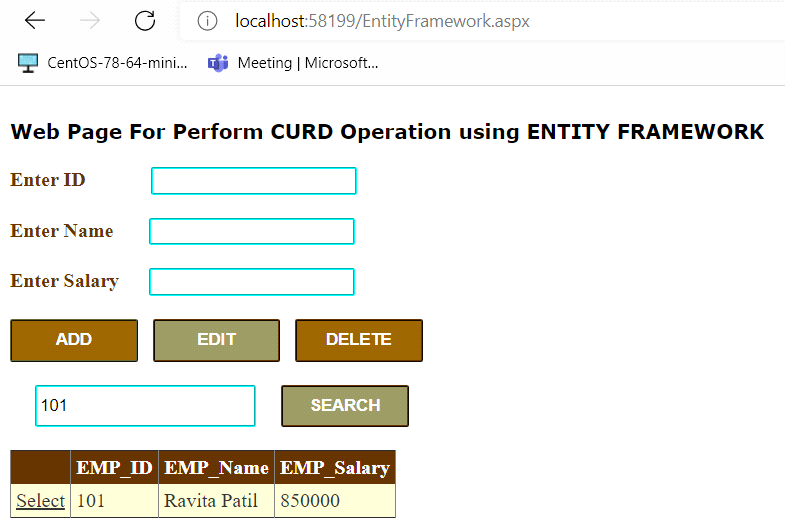 localhost:58199/EntityFramework.aspx
CentOS-78-64-mini... Meeting | Microsoft...
Web Page For Perform CURD Operation using ENTITY FRAMEWORK
Enter ID
Enter Name
Enter Salary
ADD EDIT DELETE
101 SEARCH
EMP_ID EMP_Name EMP_Salary
Select 101 Ravita Patil 850000